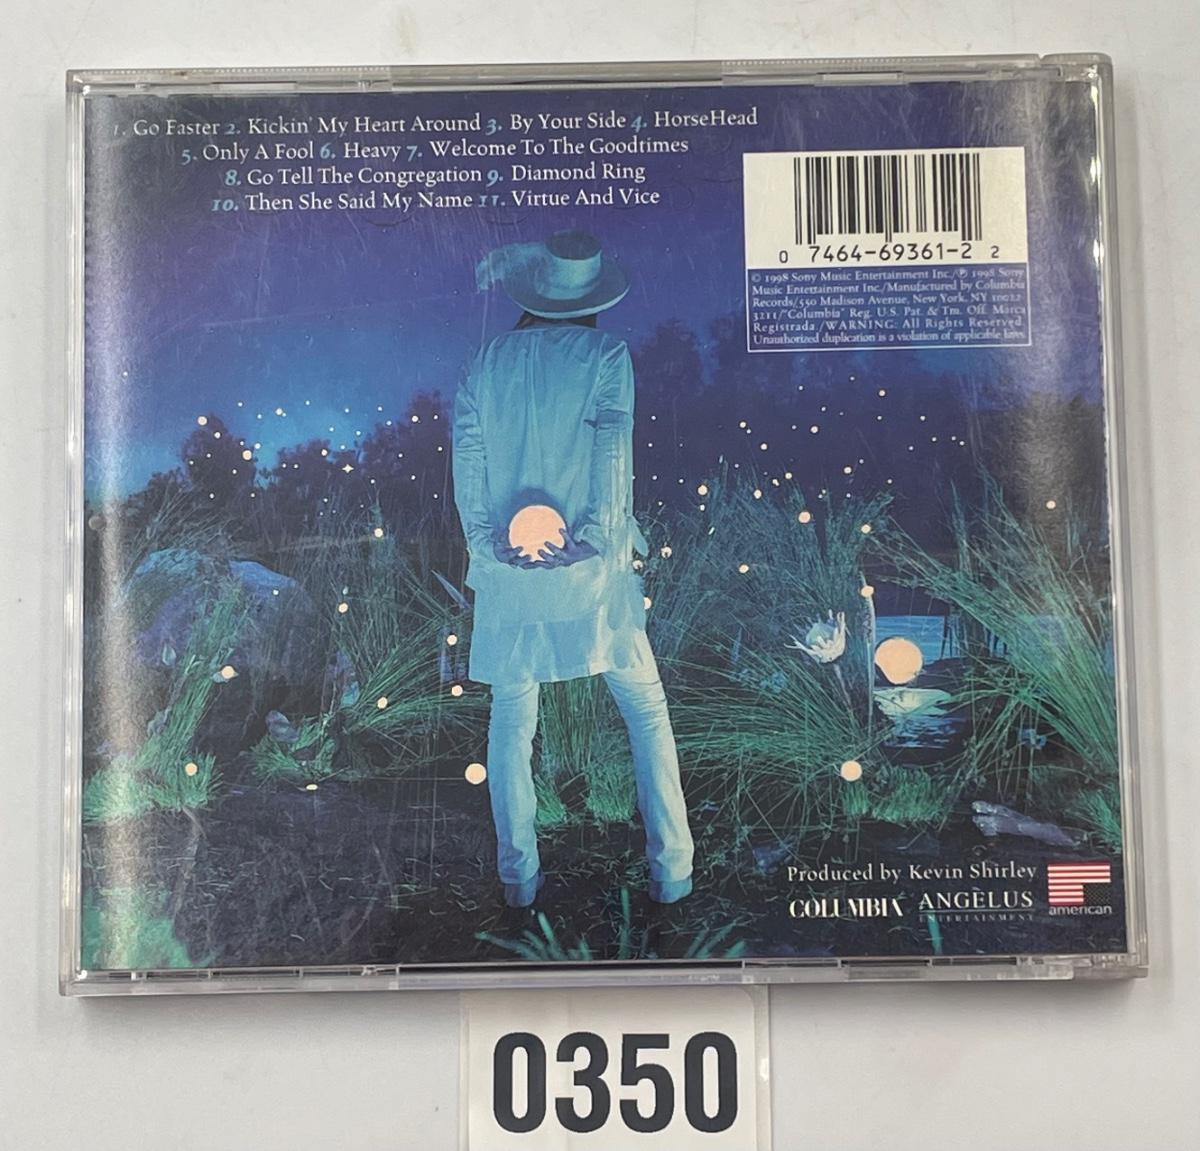 1. Go Faster 2. Kickin' My Heart Around 3. By Your Side 4. HorseHead
5. Only A Fool 6. Heavy 7. Welcome To The Goodtimes
8. Go Tell The Congregation 9. Diamond Ring
10. Then She Said My Name 11. Virtue And Vice
0 7464-69361-2 2
© 1998 Sony Music Entertainment Inc./℗ 1998 Sony
Music Entertainment Inc./Manufactured by Columbia
Records/550 Madison Avenue, New York, NY 10022-
3211/"Columbia" Reg. U.S. Pat. & Tm. Off. Marca
Registrada./WARNING: All Rights Reserved.
Unauthorized duplication is a violation of applicable laws.
Produced by Kevin Shirley
COLUMBIA ANGELUS
ENTERTAINMENT
american
0350